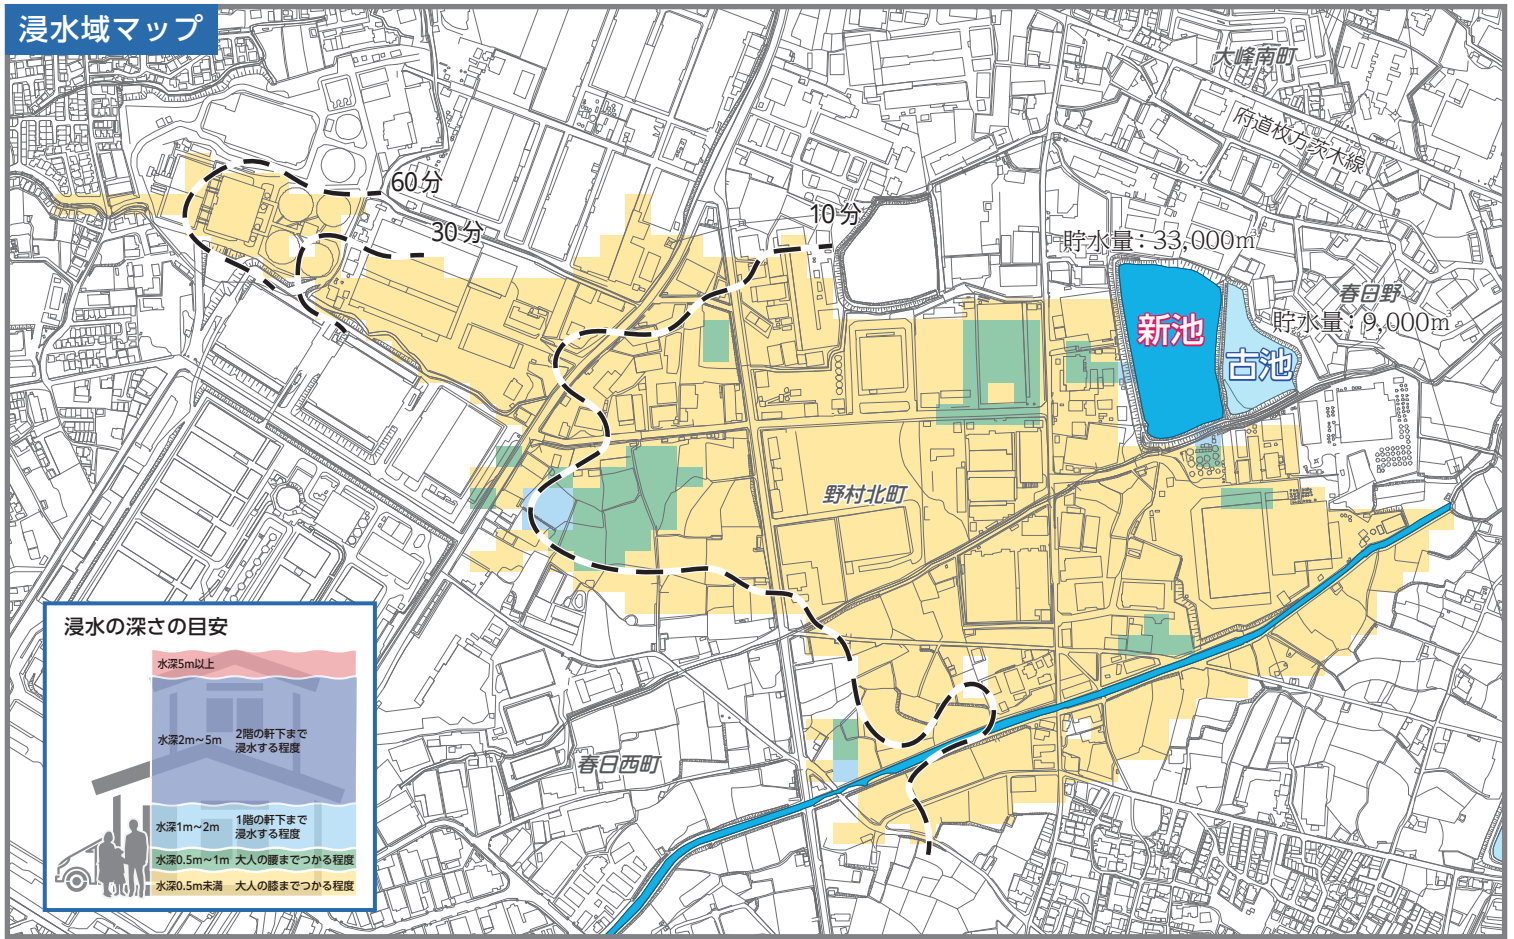 浸水域マップ
大峰南町
府道枚方茨木線
60分
30分
10分
貯水量：33,000㎥
春日野
貯水量：9,000㎥
新池
古池
野村北町
春日西町
浸水の深さの目安
水深5m以上
水深2m～5m 2階の軒下まで
浸水する程度
水深1m～2m 1階の軒下まで
浸水する程度
水深0.5m～1m 大人の腰までつかる程度
水深0.5m未満 大人の膝までつかる程度